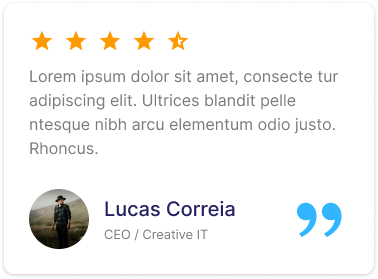 Lorem ipsum dolor sit amet, consecte tur
adipiscing elit. Ultrices blandit pelle
ntesque nibh arcu elementum odio justo.
Rhoncus.
Lucas Correia
CEO / Creative IT